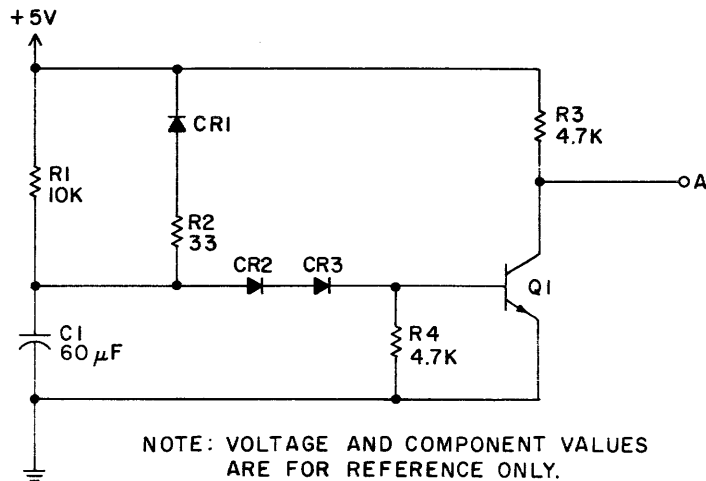 +5V
CR1
R3
4.7K
A
R1
10K
R2
33
CR2
CR3
Q1
C1
60 μF
R4
4.7K
NOTE: VOLTAGE AND COMPONENT VALUES
ARE FOR REFERENCE ONLY.